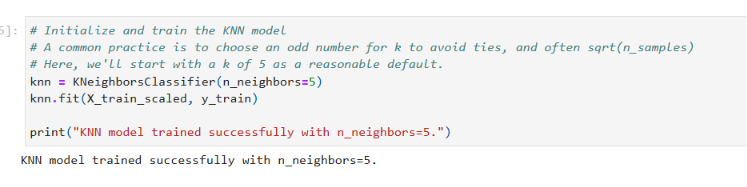 5]:
# Initialize and train the KNN model
# A common practice is to choose an odd number for k to avoid ties, and often sqrt(n_samples)
# Here, we'll start with a k of 5 as a reasonable default.
knn = KNeighborsClassifier(n_neighbors=5)
knn.fit(X_train_scaled, y_train)
print("KNN model trained successfully with n_neighbors=5.")
KNN model trained successfully with n_neighbors=5.